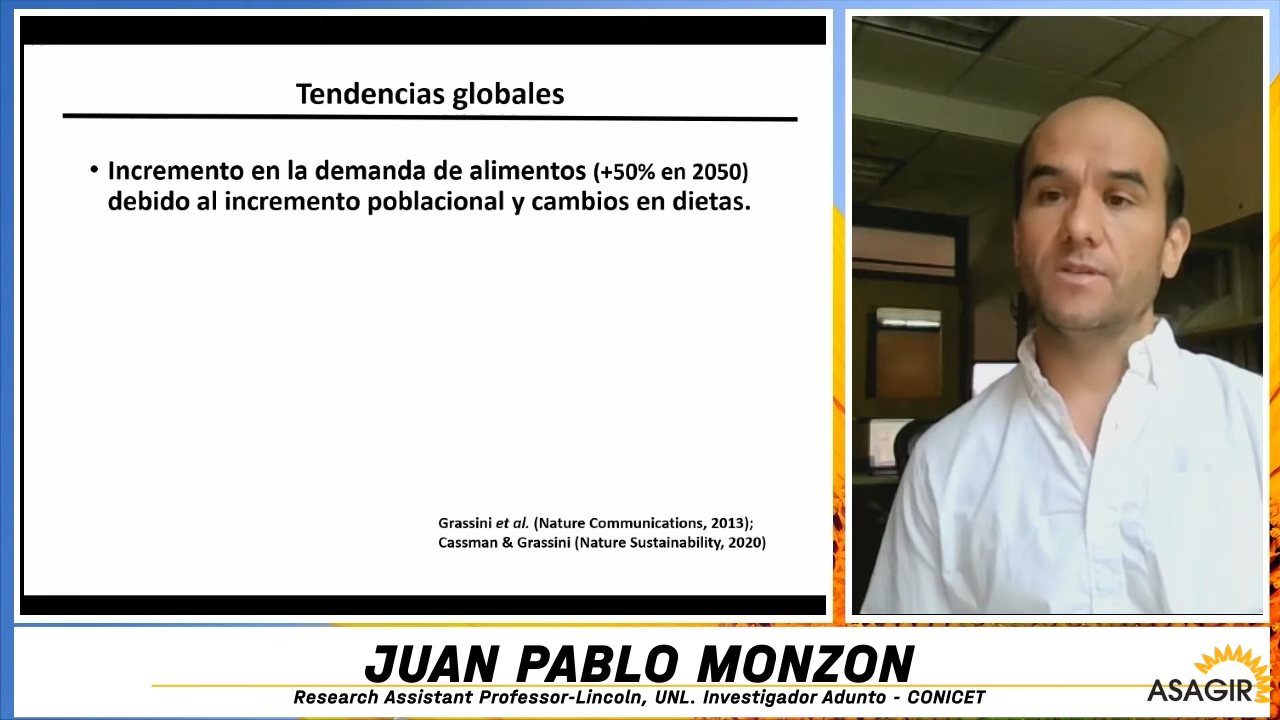 Tendencias globales
• Incremento en la demanda de alimentos (+50% en 2050)
debido al incremento poblacional y cambios en dietas.
Grassini et al. (Nature Communications, 2013);
Cassman & Grassini (Nature Sustainability, 2020)
JUAN PABLO MONZON
Research Assistant Professor-Lincoln, UNL. Investigador Adunto - CONICET
ASAGIR